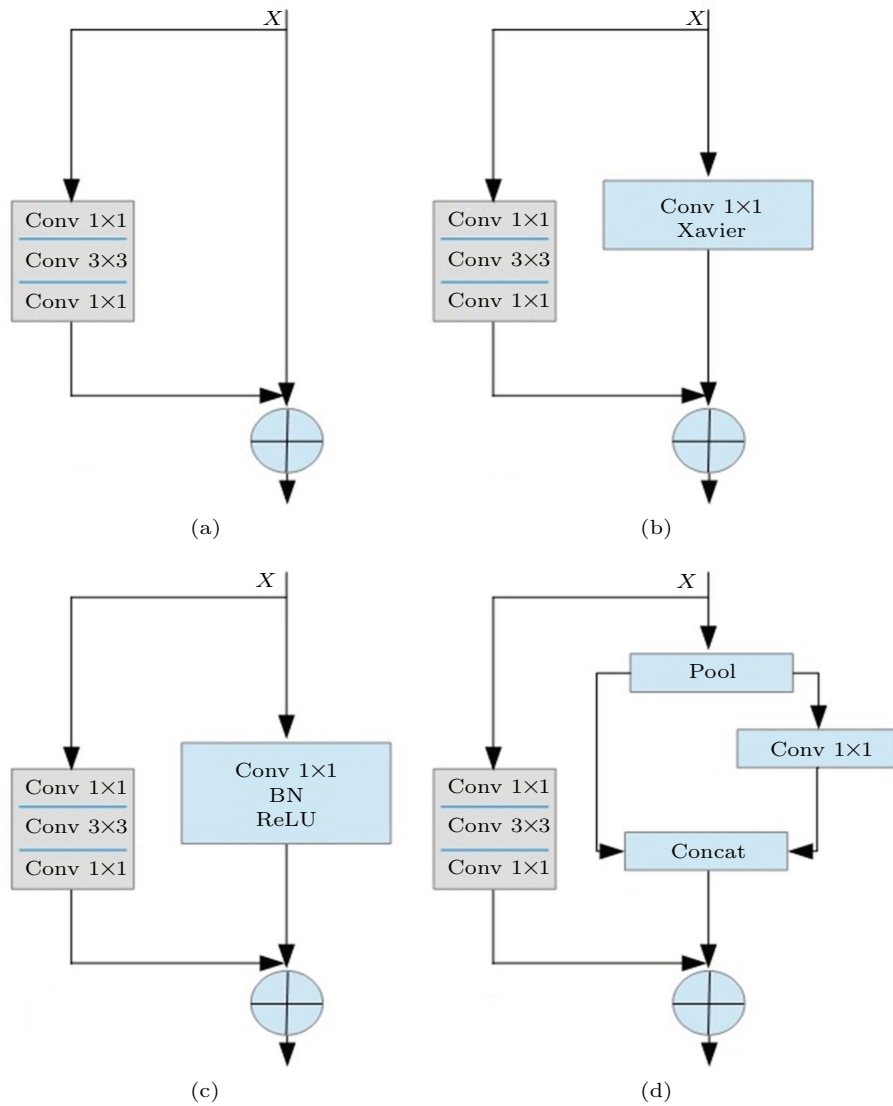 X
Conv 1×1
Conv 3×3
Conv 1×1
(a)
X
Conv 1×1
Conv 3×3
Conv 1×1
Conv 1×1
Xavier
(b)
X
Conv 1×1
Conv 3×3
Conv 1×1
Conv 1×1
BN
ReLU
(c)
X
Pool
Conv 1×1
Conv 1×1
Conv 3×3
Conv 1×1
Concat
(d)